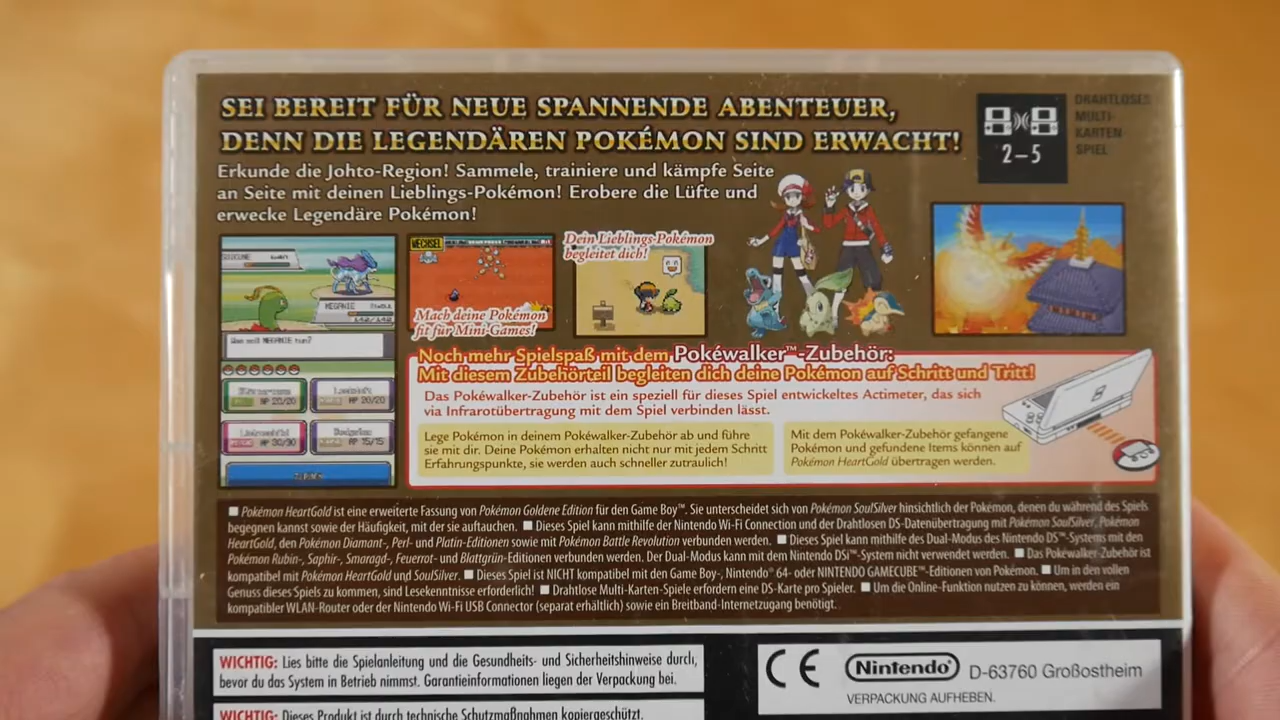 SEI BEREIT FÜR NEUE SPANNENDE ABENTEUER,
DENN DIE LEGENDÄREN POKÉMON SIND ERWACHT!
Erkunde die Johto-Region! Sammele, trainiere und kämpfe Seite
an Seite mit deinen Lieblings-Pokémon! Erobere die Lüfte und
erwecke Legendäre Pokémon!
2–5
DRAHTLOSES
MULTI-
KARTEN-
SPIEL
WECHSEL
Mach deine Pokémon
fit für Mini-Games!
Dein Lieblings-Pokémon
begleitet dich!
MEGANIE
142/142
Was soll MEGANIE tun?
AP 20/20
AP 20/20
AP 30/30
AP 15/15
Noch mehr Spielspaß mit dem Pokéwalker™-Zubehör:
Mit diesem Zubehörteil begleiten dich deine Pokémon auf Schritt und Tritt!
Das Pokéwalker-Zubehör ist ein speziell für dieses Spiel entwickeltes Actimeter, das sich
via Infrarotübertragung mit dem Spiel verbinden lässt.
Lege Pokémon in deinem Pokéwalker-Zubehör ab und führe
sie mit dir. Deine Pokémon erhalten nicht nur mit jedem Schritt
Erfahrungspunkte, sie werden auch schneller zutraulich!
Mit dem Pokéwalker-Zubehör gefangene
Pokémon und gefundene Items können auf
Pokémon HeartGold übertragen werden.
■ Pokémon HeartGold ist eine erweiterte Fassung von Pokémon Goldene Edition für den Game Boy™. Sie unterscheidet sich von Pokémon SoulSilver hinsichtlich der Pokémon, denen du während des Spiels
begegnen kannst sowie der Häufigkeit, mit der sie auftauchen. ■ Dieses Spiel kann mithilfe der Nintendo Wi-Fi Connection und der Drahtlosen DS-Datenübertragung mit Pokémon SoulSilver, Pokémon
HeartGold, den Pokémon Diamant-, Perl- und Platin-Editionen sowie mit Pokémon Battle Revolution verbunden werden. ■ Dieses Spiel kann mithilfe des Dual-Modus des Nintendo DS™-Systems mit den
Pokémon Rubin-, Saphir-, Smaragd-, Feuerrot- und Blattgrün-Editionen verbunden werden. Der Dual-Modus kann mit dem Nintendo DSi™-System nicht verwendet werden. ■ Das Pokéwalker-Zubehör ist
kompatibel mit Pokémon HeartGold und SoulSilver. ■ Dieses Spiel ist NICHT kompatibel mit den Game Boy-, Nintendo® 64- oder NINTENDO GAMECUBE™-Editionen von Pokémon. ■ Um in den vollen
Genuss dieses Spiels zu kommen, sind Lesekenntnisse erforderlich! ■ Drahtlose Multi-Karten-Spiele erfordern eine DS-Karte pro Spieler. ■ Um die Online-Funktion nutzen zu können, werden ein
kompatibler WLAN-Router oder der Nintendo Wi-Fi USB Connector (separat erhältlich) sowie ein Breitband-Internetzugang benötigt.
WICHTIG: Lies bitte die Spielanleitung und die Gesundheits- und Sicherheitshinweise durch,
bevor du das System in Betrieb nimmst. Garantieinformationen liegen der Verpackung bei.
WICHTIG: Dieses Produkt ist durch technische Schutzmaßnahmen kopiergeschützt.
CE
Nintendo®
D-63760 Großostheim
VERPACKUNG AUFHEBEN.